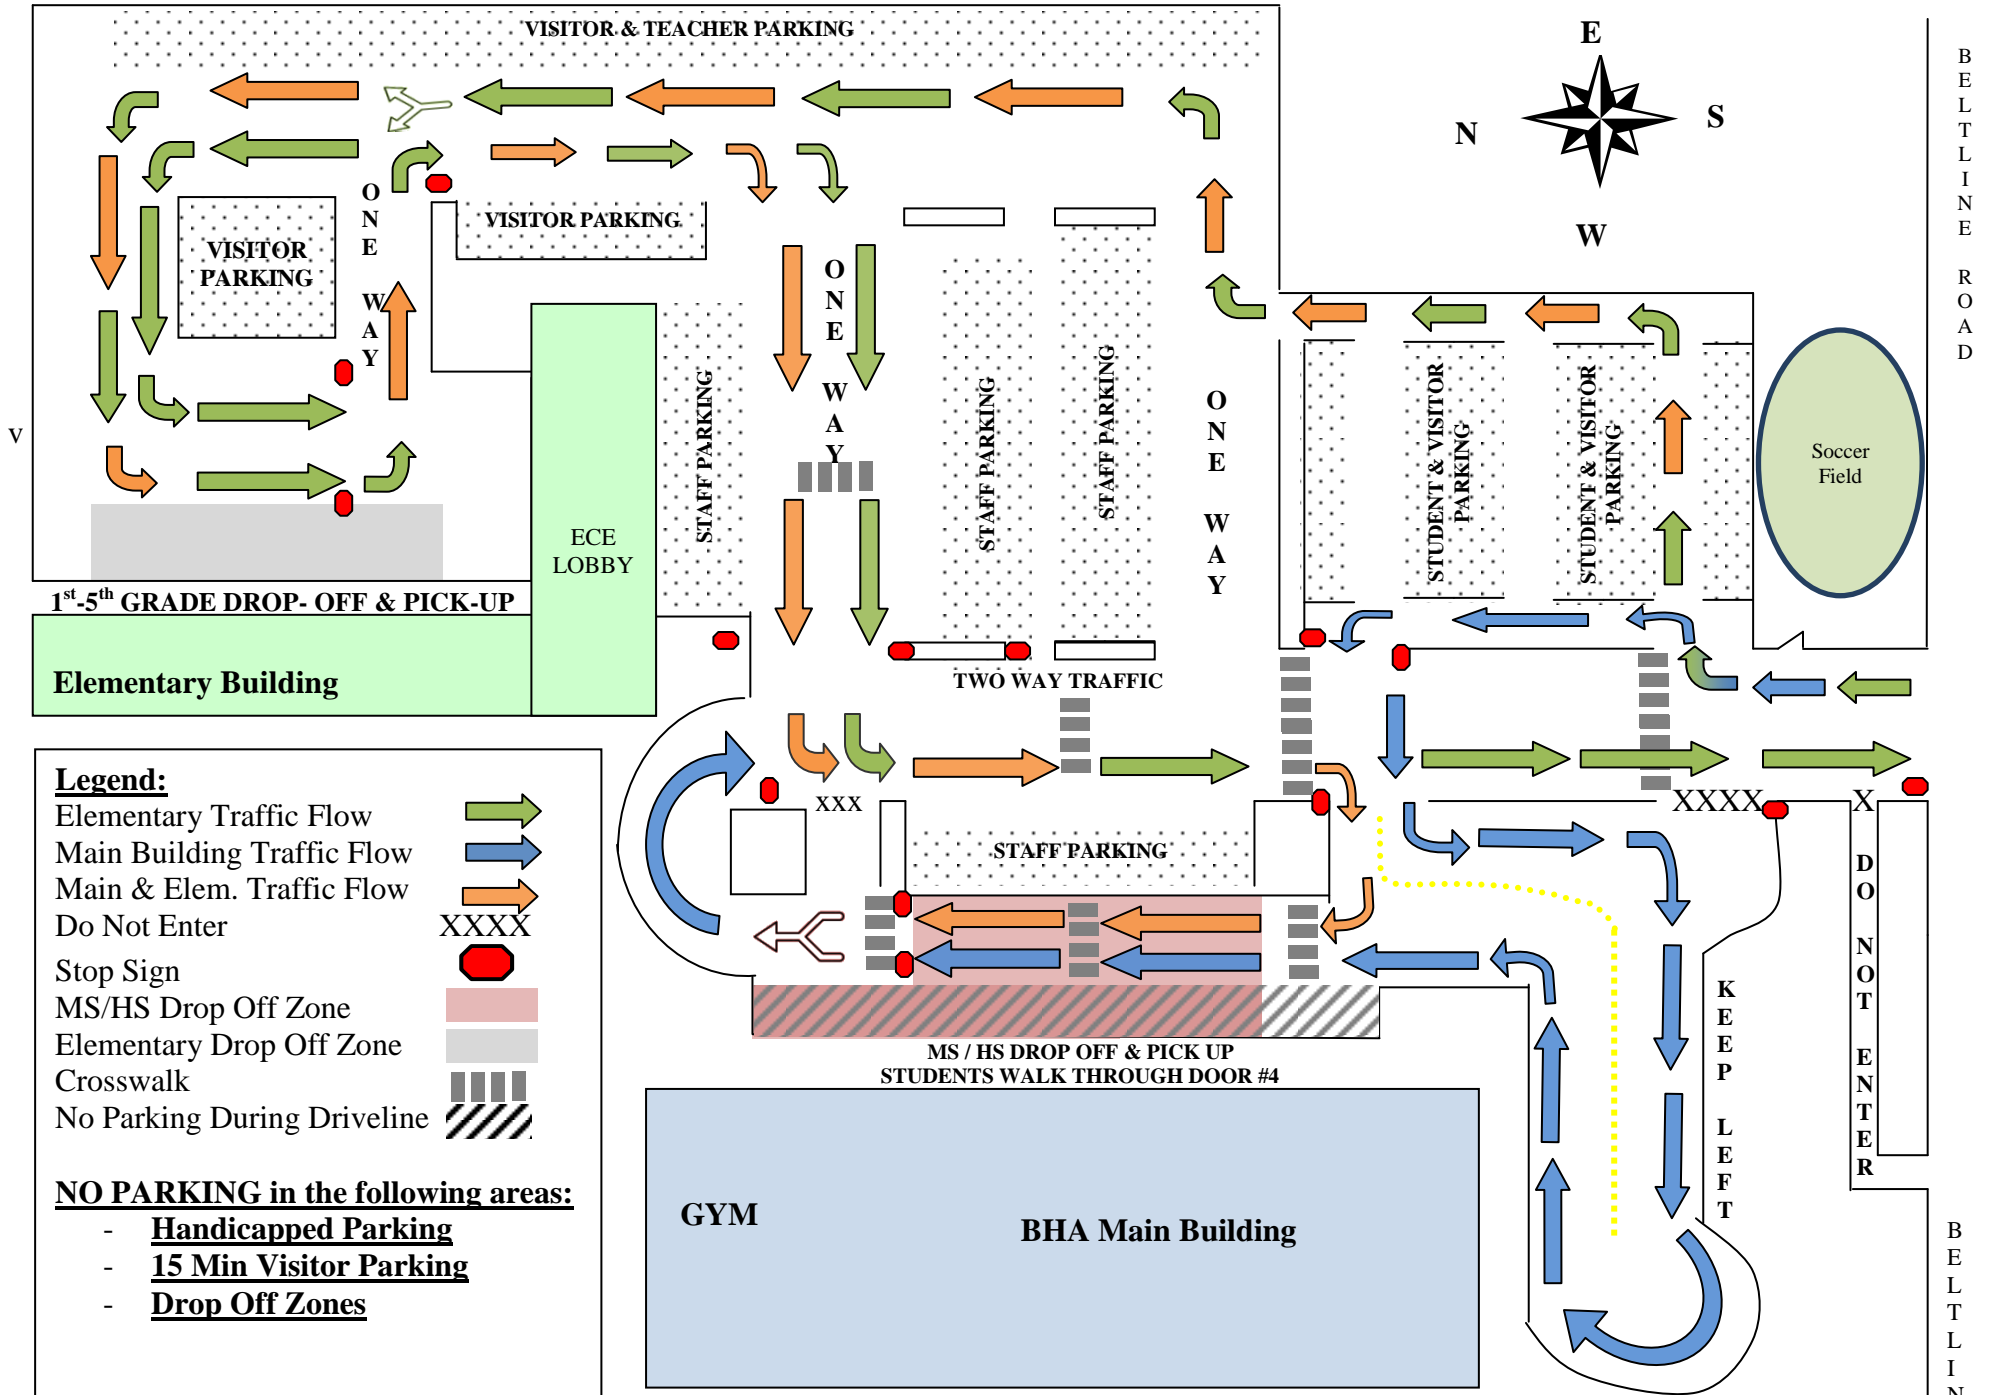 VISITOR & TEACHER PARKING
E
N
S
W
BELTLINE ROAD
ONE WAY
VISITOR PARKING
VISITOR
PARKING
ONE WAY
STAFF PARKING
STAFF PARKING
STAFF PARKING
ONE WAY
STUDENT & VISITOR
PARKING
STUDENT & VISITOR
PARKING
Soccer
Field
V
ECE
LOBBY
1st-5th GRADE DROP- OFF & PICK-UP
Elementary Building
TWO WAY TRAFFIC
XXX
XXXX
X
STAFF PARKING
DO NOT ENTER
KEEP LEFT
MS / HS DROP OFF & PICK UP
STUDENTS WALK THROUGH DOOR #4
GYM
BHA Main Building
BELTLIN
Legend:
Elementary Traffic Flow
Main Building Traffic Flow
Main & Elem. Traffic Flow
Do Not Enter XXXX
Stop Sign
MS/HS Drop Off Zone
Elementary Drop Off Zone
Crosswalk
No Parking During Driveline
NO PARKING in the following areas:
- Handicapped Parking
- 15 Min Visitor Parking
- Drop Off Zones